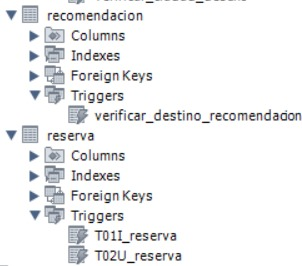 recomendacion
Columns
Indexes
Foreign Keys
Triggers
verificar_destino_recomendacion
reserva
Columns
Indexes
Foreign Keys
Triggers
T01I_reserva
T02U_reserva